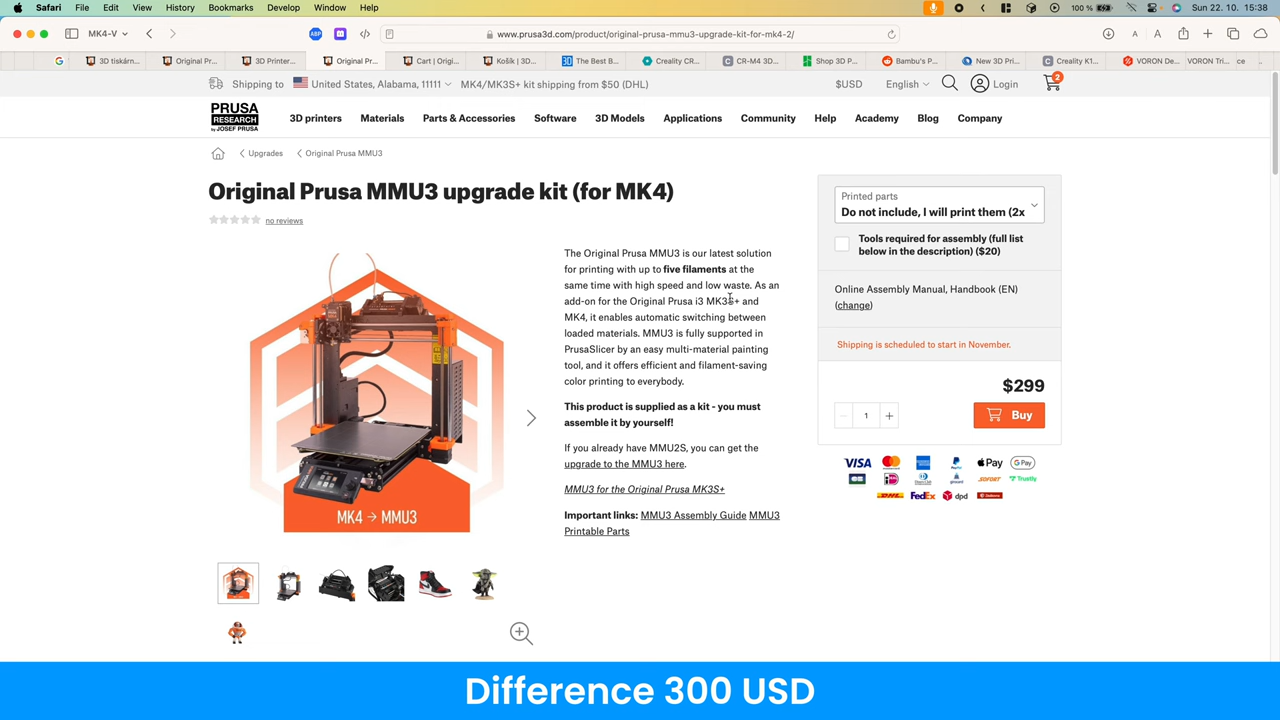 Safari File Edit View History Bookmarks Develop Window Help 100 % Sun 22. 10. 15:38
MK4-V www.prusa3d.com/product/original-prusa-mmu3-upgrade-kit-for-mk4-2/ A A
3D tiskárn... Original Pr... 3D Printer... Original Pr... Cart | Origi... Košík | 3D... The Best B... Creality CR... CR-M4 3D... Shop 3D P... Bambu's P... New 3D Pri... Creality K1... VORON De... VORON Tri... ce
Shipping to United States, Alabama, 11111 MK4/MK3S+ kit shipping from $50 (DHL) $USD English Login 2
PRUSA
RESEARCH
by JOSEF PRUSA
3D printers Materials Parts & Accessories Software 3D Models Applications Community Help Academy Blog Company
Upgrades Original Prusa MMU3
Original Prusa MMU3 upgrade kit (for MK4)
no reviews
The Original Prusa MMU3 is our latest solution
for printing with up to five filaments at the
same time with high speed and low waste. As an
add-on for the Original Prusa i3 MK3S+ and
MK4, it enables automatic switching between
loaded materials. MMU3 is fully supported in
PrusaSlicer by an easy multi-material painting
tool, and it offers efficient and filament-saving
color printing to everybody.
This product is supplied as a kit - you must
assemble it by yourself!
If you already have MMU2S, you can get the
upgrade to the MMU3 here.
MMU3 for the Original Prusa MK3S+
Important links: MMU3 Assembly Guide MMU3
Printable Parts
MK4 → MMU3
Printed parts
Do not include, I will print them (2x
Tools required for assembly (full list
below in the description) ($20)
Online Assembly Manual, Handbook (EN)
(change)
Shipping is scheduled to start in November.
$299
1 Buy
VISA Pay G Pay
SOFORT Trustly
DHL FedEx dpd
Difference 300 USD